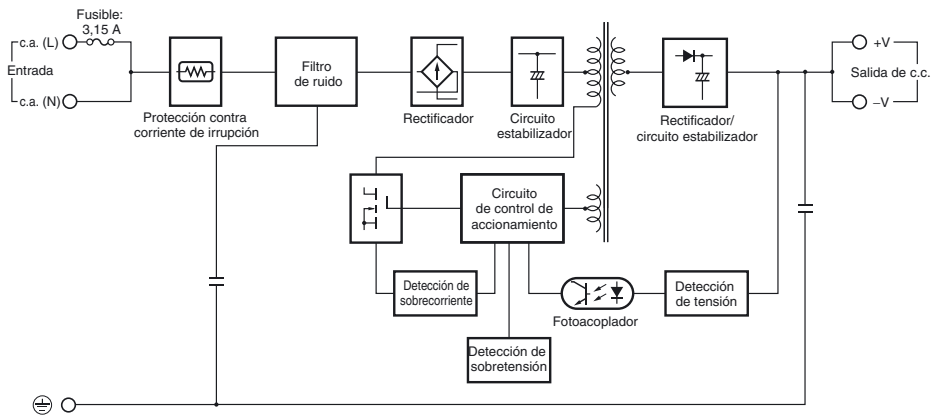 Fusible:
3,15 A
c.a. (L)
Entrada
c.a. (N)
Protección contra
corriente de irrupción
Filtro
de ruido
Rectificador
Circuito
estabilizador
Rectificador/
circuito estabilizador
+V
Salida de c.c.
−V
Circuito
de control de
accionamiento
Detección de
sobrecorriente
Fotoacoplador
Detección
de tensión
Detección de
sobretensión